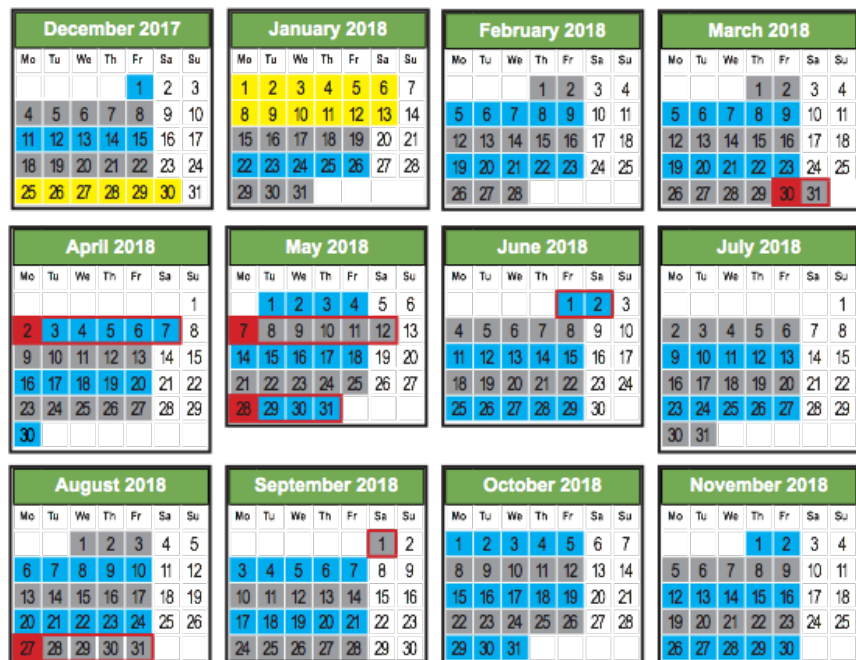 December 2017
Mo Tu We Th Fr Sa Su
1 2 3
4 5 6 7 8 9 10
11 12 13 14 15 16 17
18 19 20 21 22 23 24
25 26 27 28 29 30 31
January 2018
Mo Tu We Th Fr Sa Su
1 2 3 4 5 6 7
8 9 10 11 12 13 14
15 16 17 18 19 20 21
22 23 24 25 26 27 28
29 30 31
February 2018
Mo Tu We Th Fr Sa Su
1 2 3 4
5 6 7 8 9 10 11
12 13 14 15 16 17 18
19 20 21 22 23 24 25
26 27 28
March 2018
Mo Tu We Th Fr Sa Su
1 2 3 4
5 6 7 8 9 10 11
12 13 14 15 16 17 18
19 20 21 22 23 24 25
26 27 28 29 30 31
April 2018
Mo Tu We Th Fr Sa Su
1
2 3 4 5 6 7 8
9 10 11 12 13 14 15
16 17 18 19 20 21 22
23 24 25 26 27 28 29
30
May 2018
Mo Tu We Th Fr Sa Su
1 2 3 4 5 6
7 8 9 10 11 12 13
14 15 16 17 18 19 20
21 22 23 24 25 26 27
28 29 30 31
June 2018
Mo Tu We Th Fr Sa Su
1 2 3
4 5 6 7 8 9 10
11 12 13 14 15 16 17
18 19 20 21 22 23 24
25 26 27 28 29 30
July 2018
Mo Tu We Th Fr Sa Su
1
2 3 4 5 6 7 8
9 10 11 12 13 14 15
16 17 18 19 20 21 22
23 24 25 26 27 28 29
30 31
August 2018
Mo Tu We Th Fr Sa Su
1 2 3 4 5
6 7 8 9 10 11 12
13 14 15 16 17 18 19
20 21 22 23 24 25 26
27 28 29 30 31
September 2018
Mo Tu We Th Fr Sa Su
1 2
3 4 5 6 7 8 9
10 11 12 13 14 15 16
17 18 19 20 21 22 23
24 25 26 27 28 29 30
October 2018
Mo Tu We Th Fr Sa Su
1 2 3 4 5 6 7
8 9 10 11 12 13 14
15 16 17 18 19 20 21
22 23 24 25 26 27 28
29 30 31
November 2018
Mo Tu We Th Fr Sa Su
1 2 3 4
5 6 7 8 9 10 11
12 13 14 15 16 17 18
19 20 21 22 23 24 25
26 27 28 29 30